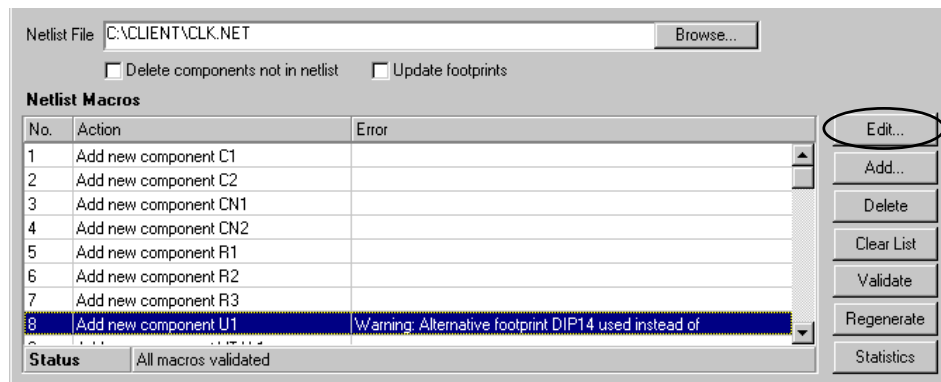 Netlist File C:\CLIENT\CLK.NET Browse...
Delete components not in netlist Update footprints
Netlist Macros
No. Action Error
Edit...
1 Add new component C1
Add...
2 Add new component C2
3 Add new component CN1
Delete
4 Add new component CN2
Clear List
5 Add new component R1
6 Add new component R2
Validate
7 Add new component R3
8 Add new component U1 Warning: Alternative footprint DIP14 used instead of
Regenerate
Status All macros validated
Statistics